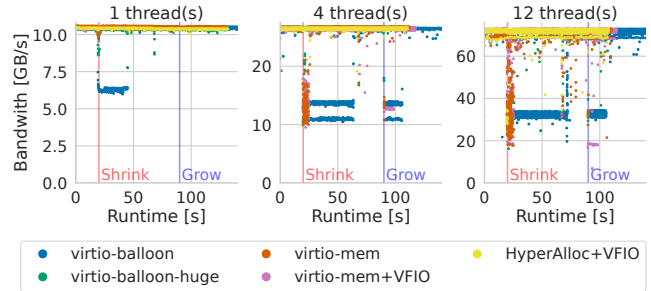 1 thread(s) 4 thread(s) 12 thread(s)
Bandwith [GB/s]
10.0
7.5
5.0
2.5
0.0
20
10
0
60
40
20
0
Shrink Grow Shrink Grow Shrink Grow
0 50 100 0 50 100 0 50 100
Runtime [s] Runtime [s] Runtime [s]
virtio-balloon virtio-mem HyperAlloc+VFIO
virtio-balloon-huge virtio-mem+VFIO